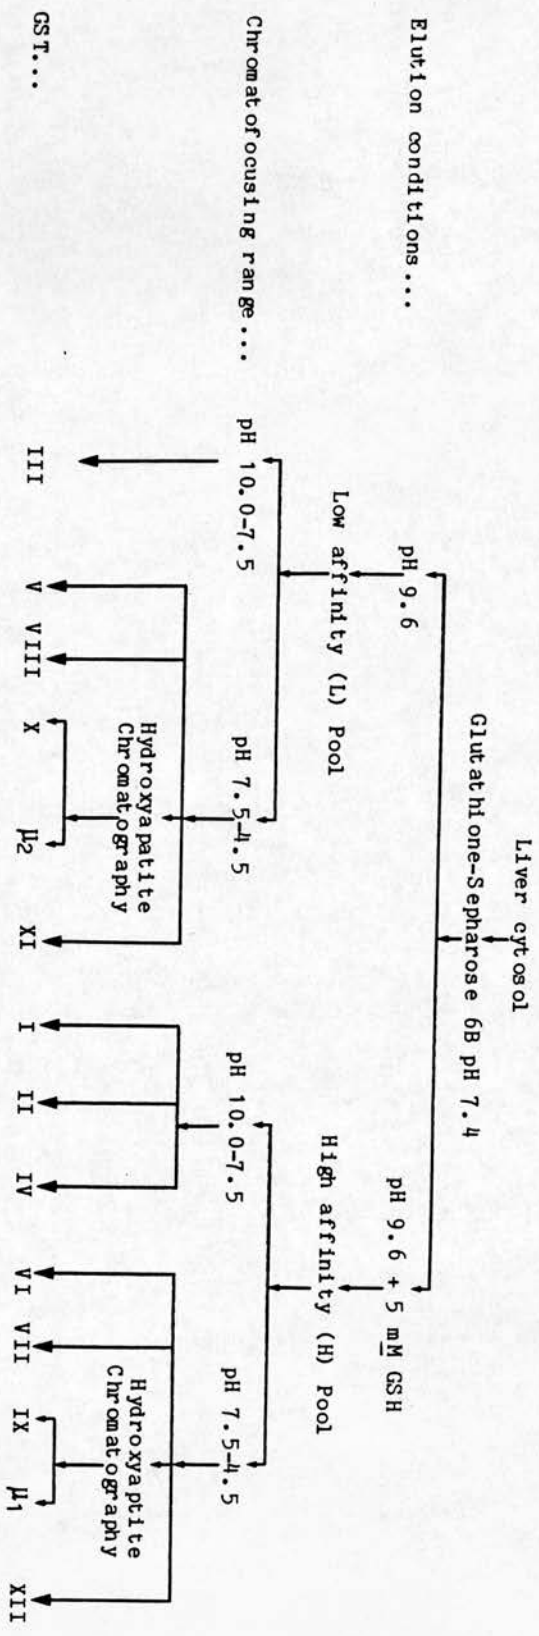 Liver cytosol
Glutathione-Sepharose 6B pH 7.4
Elution conditions...
pH 9.6
pH 9.6 + 5 mM GSH
Low affinity (L) Pool
High affinity (H) Pool
Chromatofocusing range...
pH 10.0-7.5
pH 7.5-4.5
pH 10.0-7.5
pH 7.5-4.5
Hydroxyapatite
Chromatography
Hydroxyaptite
Chromatography
GST...
III
V
VIII
X
μ2
XI
I
II
IV
VI
VII
IX
μ1
XII